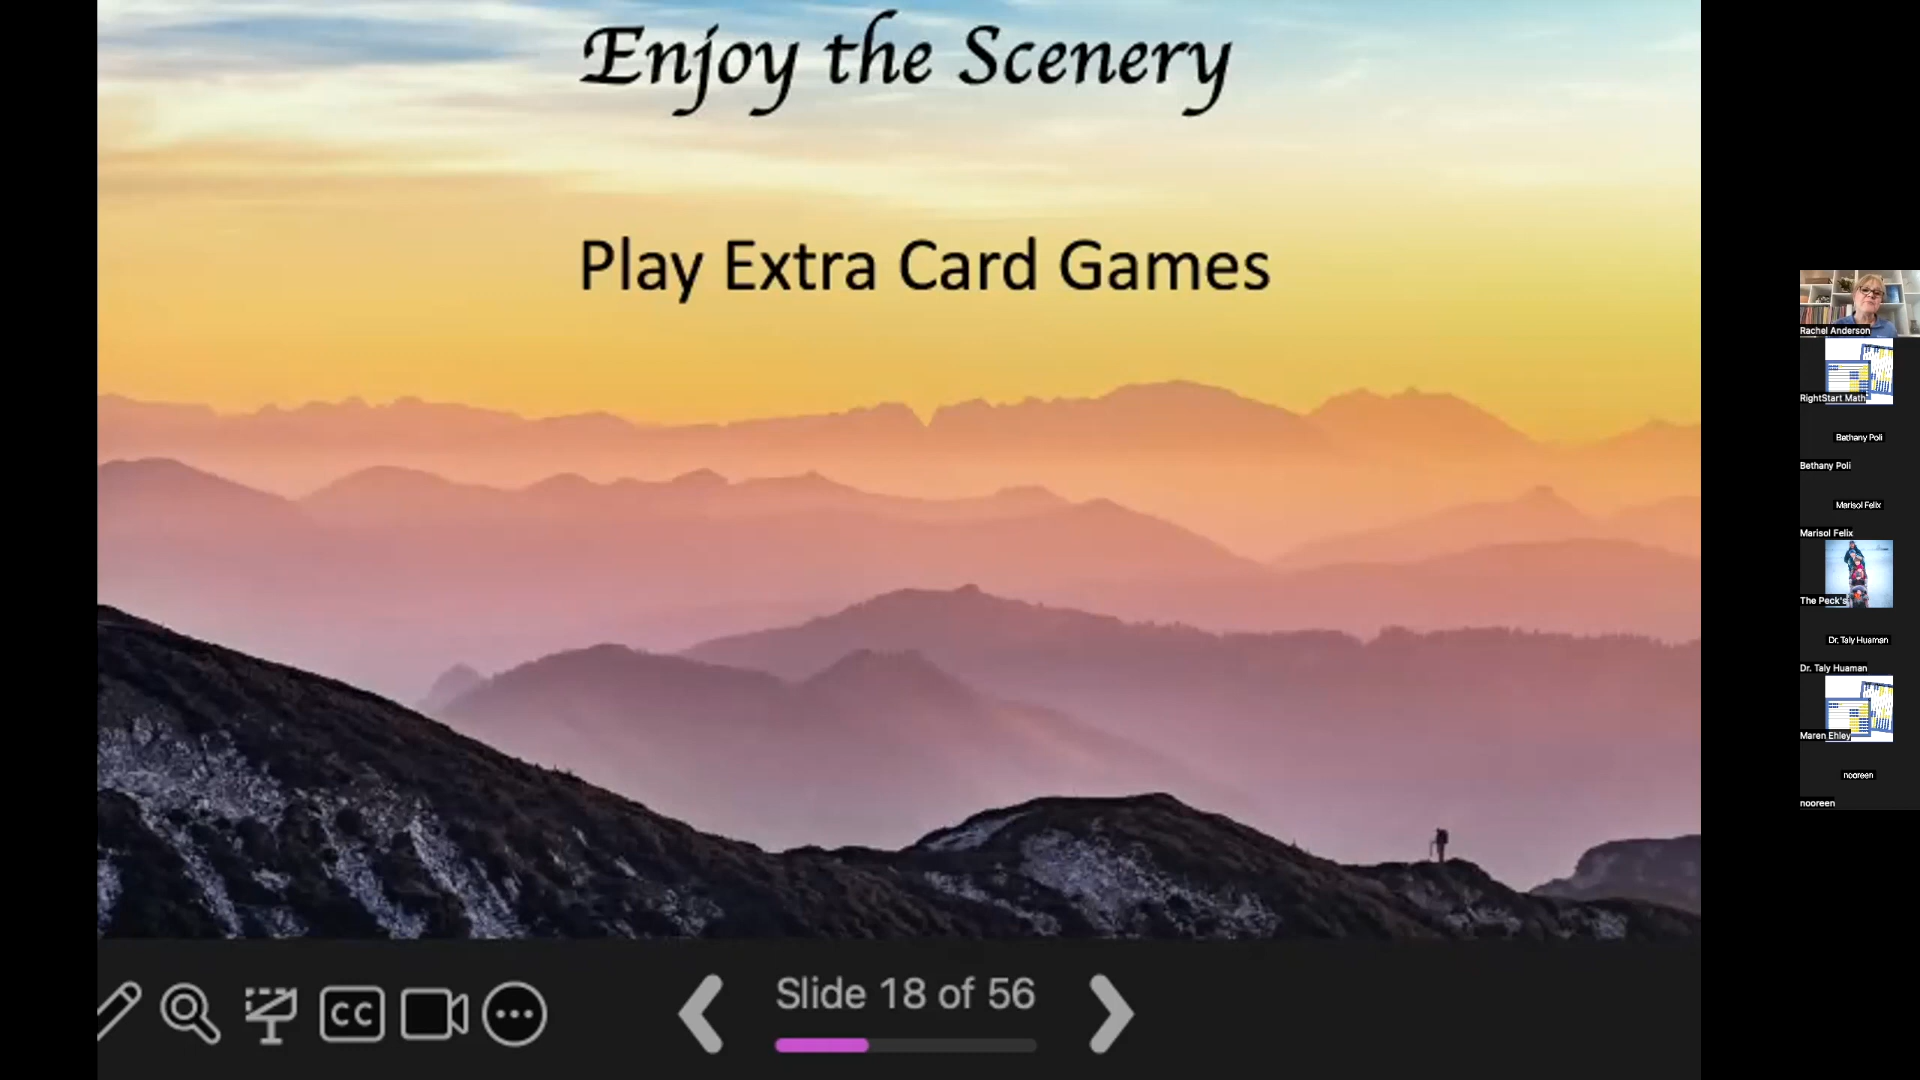 Enjoy the Scenery
Play Extra Card Games
CC
Slide 18 of 56
Rachel Anderson
RightStart Math
Bethany Poli
Bethany Poli
Marisol Felix
Marisol Felix
The Peck's
Dr. Taly Huaman
Dr. Taly Huaman
Maren Ehley
nooreen
nooreen